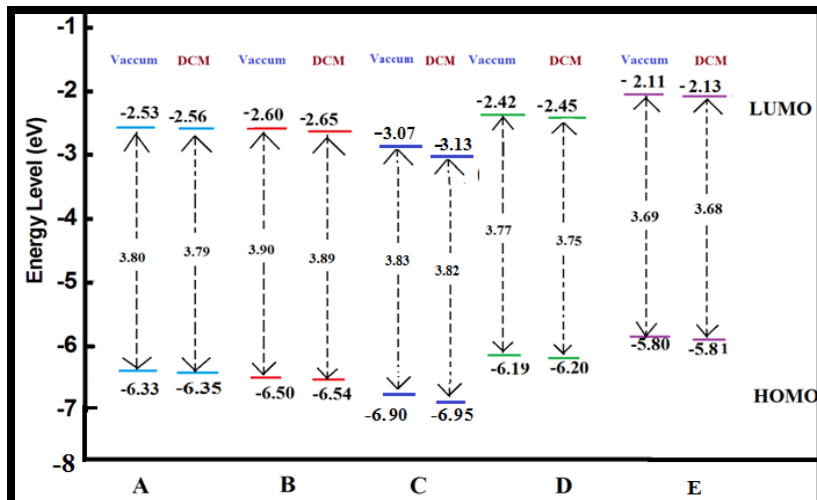 -1
Vaccum DCM Vaccum DCM Vaccum DCM Vaccum DCM Vaccum DCM
-2
- 2.11 - 2.13
-2.53 -2.56 -2.60 -2.65 -2.42 -2.45 LUMO
-3
-3.07 -3.13
-4
3.80 3.79 3.90 3.89 3.83 3.82 3.77 3.75 3.69 3.68
Energy Level (eV)
-5
-6
-6.33 -6.35 -6.50 -6.54 -6.90 -6.95 -6.19 -6.20 -5.80 -5.81
HOMO
-7
-8
A B C D E